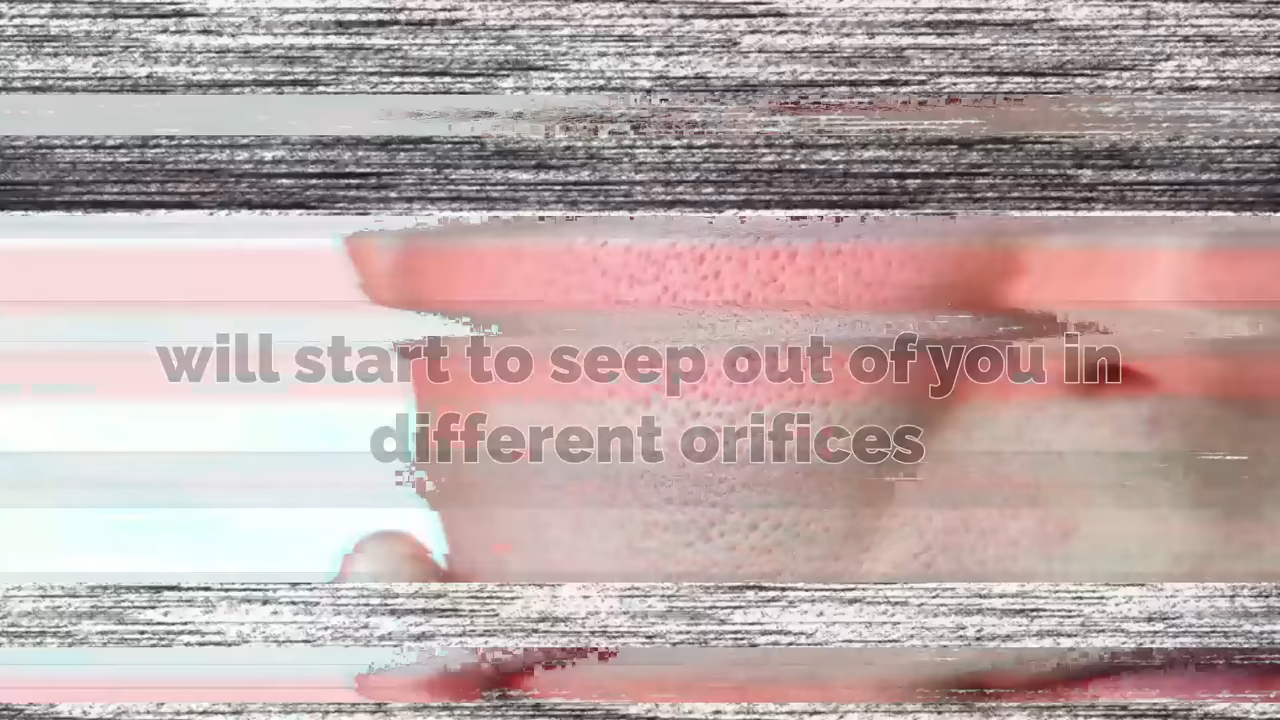 will start to seep out of you in
different orifices